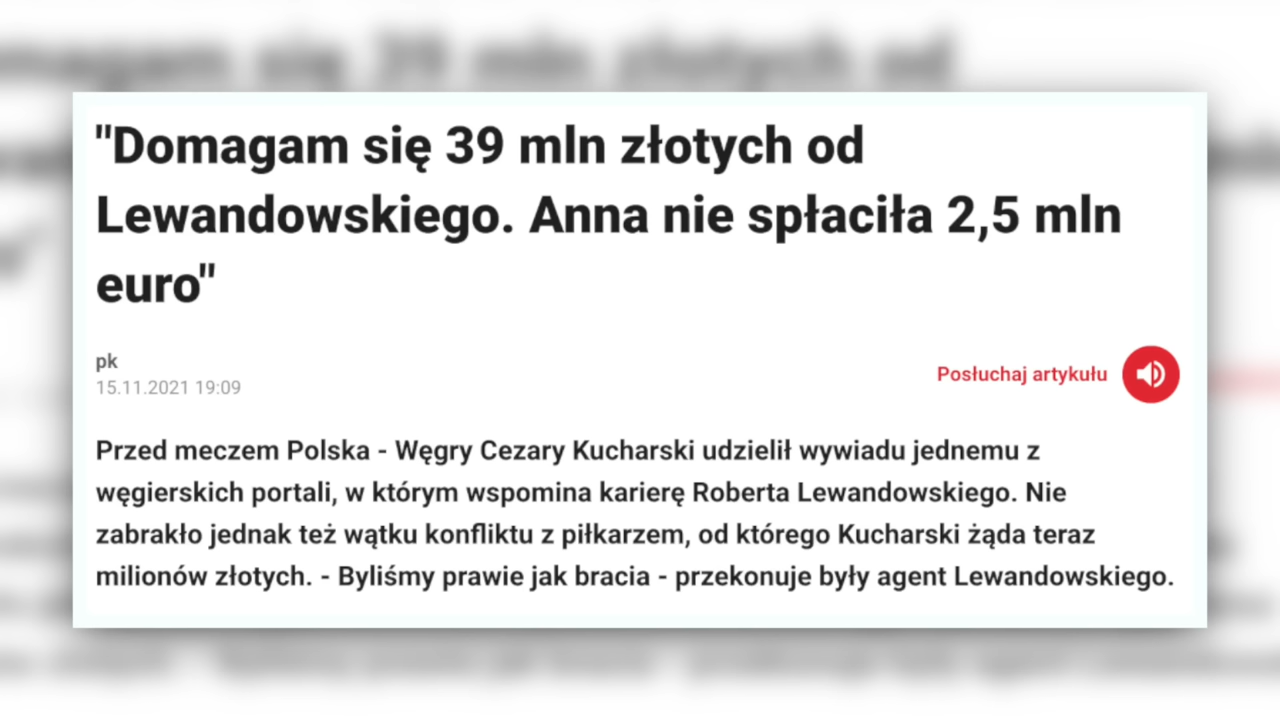 "Domagam się 39 mln złotych od
Lewandowskiego. Anna nie spłaciła 2,5 mln
euro"
pk
15.11.2021 19:09
Posłuchaj artykułu
Przed meczem Polska - Węgry Cezary Kucharski udzielił wywiadu jednemu z
węgierskich portali, w którym wspomina karierę Roberta Lewandowskiego. Nie
zabrakło jednak też wątku konfliktu z piłkarzem, od którego Kucharski żąda teraz
milionów złotych. - Byliśmy prawie jak bracia - przekonuje były agent Lewandowskiego.